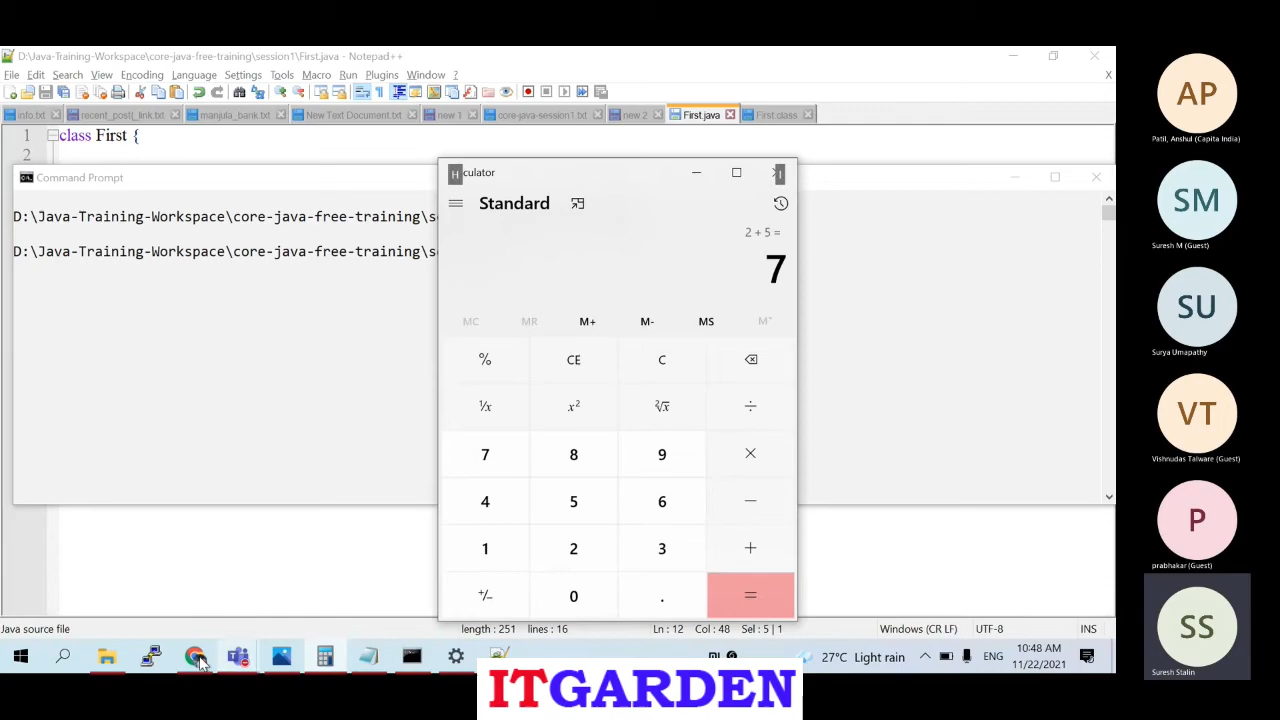 D:\Java-Training-Workspace\core-java-free-training\session1\First.java - Notepad++
File Edit Search View Encoding Language Settings Tools Macro Run Plugins Window ? X
info.txt recent_post(_link.txt manjula_bank.txt New Text Document.txt new 1 core-java-session1.txt new 2 First.java First.class
1 class First {
2
Command Prompt
D:\Java-Training-Workspace\core-java-free-training\s
D:\Java-Training-Workspace\core-java-free-training\s
H culator I
Standard
2 + 5 =
7
MC MR M+ M- MS
% CE C
¹/x x² ²√x ÷
7 8 9 ×
4 5 6 −
1 2 3 +
+/− 0 . =
Java source file length : 251 lines : 16 Ln : 12 Col : 48 Sel : 5 | 1 Windows (CR LF) UTF-8 INS
27°C Light rain ENG 10:48 AM
11/22/2021
ITGARDEN
AP
Patil, Anshul (Capita India)
SM
Suresh M (Guest)
SU
Surya Umapathy
VT
Vishnudas Talware (Guest)
P
prabhakar (Guest)
SS
Suresh Stalin